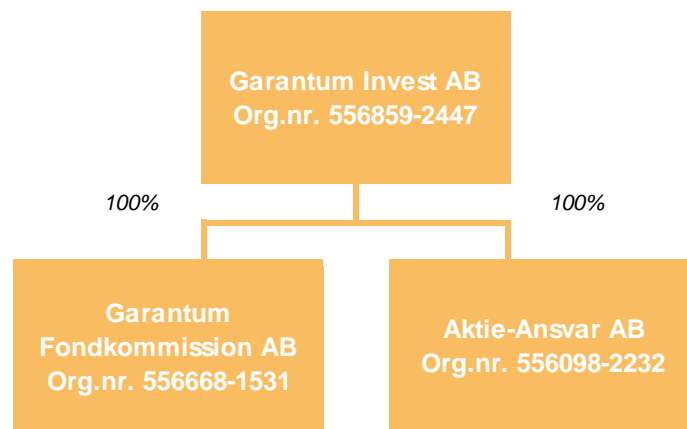 Garantum Invest AB
Org.nr. 556859-2447
100%
100%
Garantum
Fondkommission AB
Org.nr. 556668-1531
Aktie-Ansvar AB
Org.nr. 556098-2232